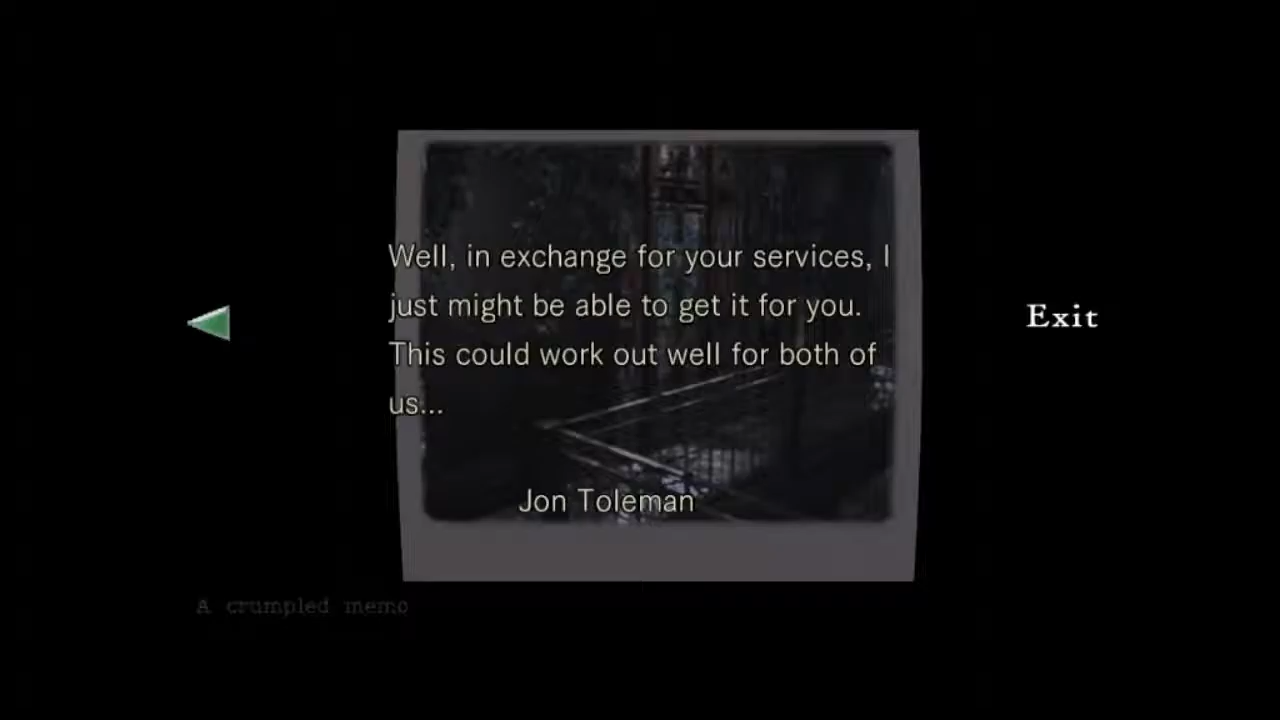 Well, in exchange for your services, I
just might be able to get it for you.
This could work out well for both of
us...
Jon Toleman
Exit
A crumpled memo